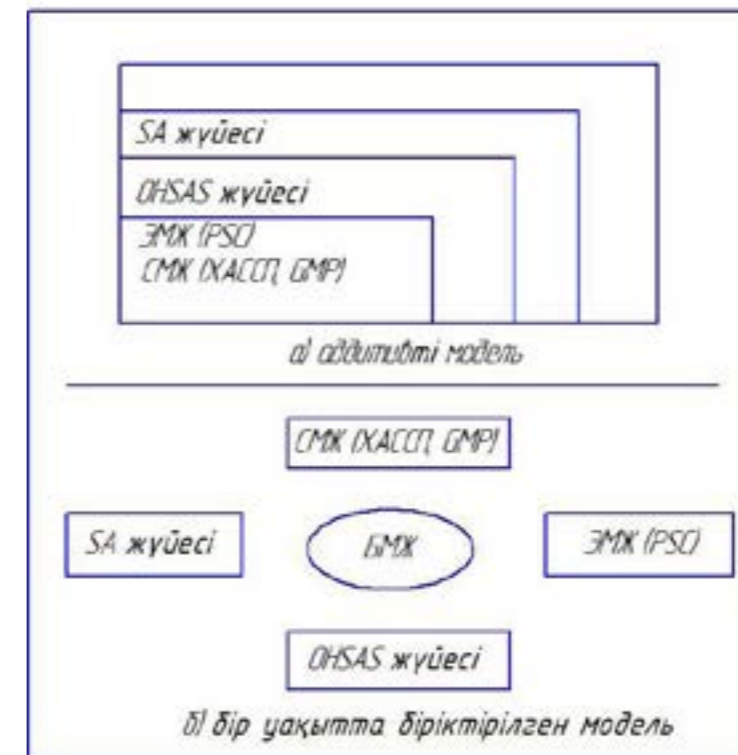 SA жүйесі
OHSAS жүйесі
ЭМЖ (PSC)
СМЖ (ХАССП, GMP)
а) аддитивті модель
СМЖ (ХАССП, GMP)
SA жүйесі
БМЖ
ЭМЖ (PSC)
OHSAS жүйесі
б) бір уақытта біріктірілген модель